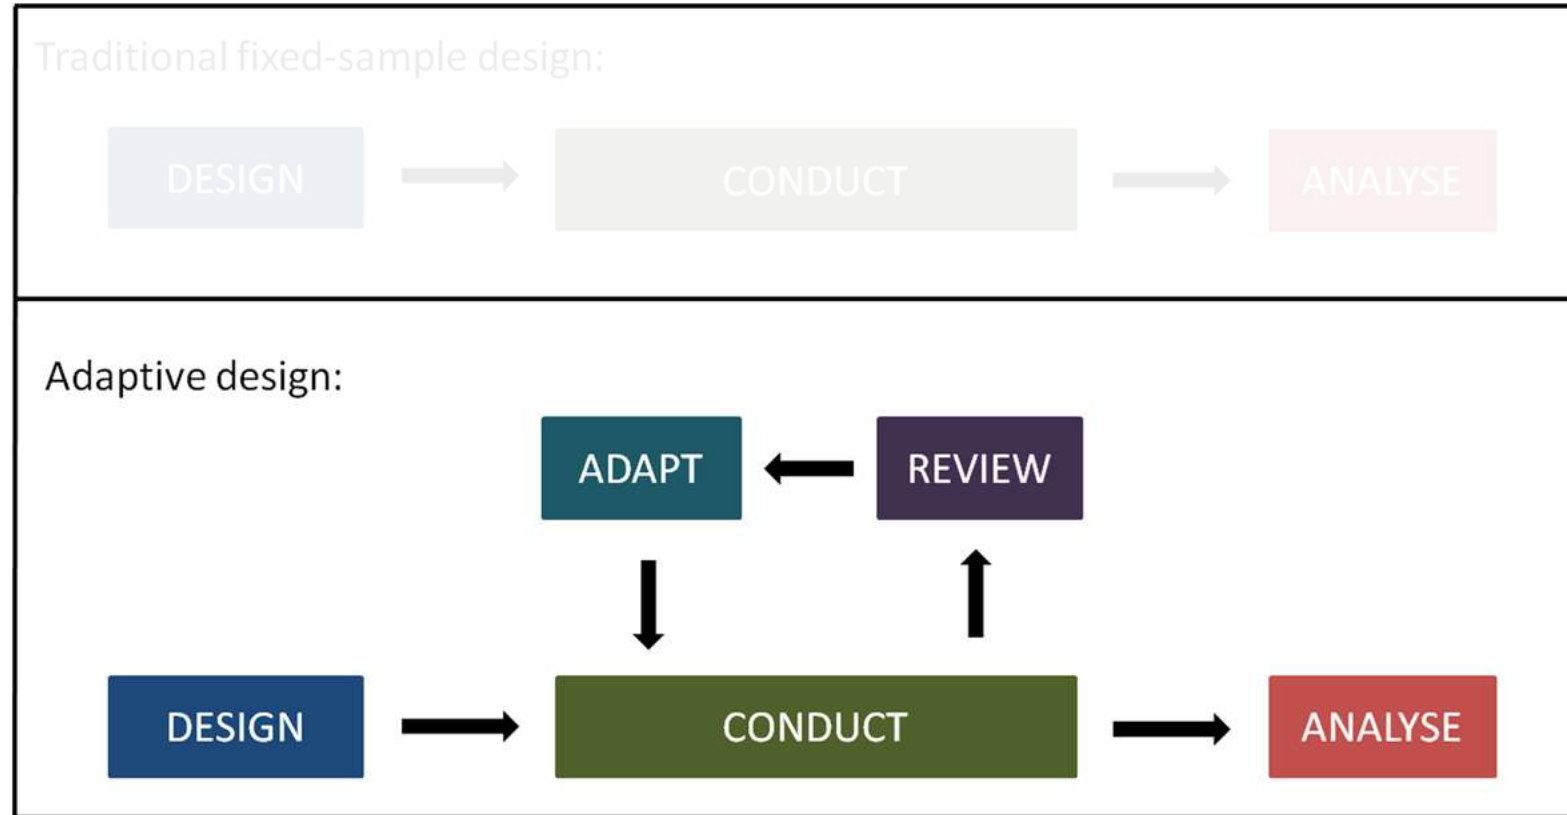 Traditional fixed-sample design:
DESIGN
CONDUCT
ANALYSE
Adaptive design:
ADAPT
REVIEW
DESIGN
CONDUCT
ANALYSE